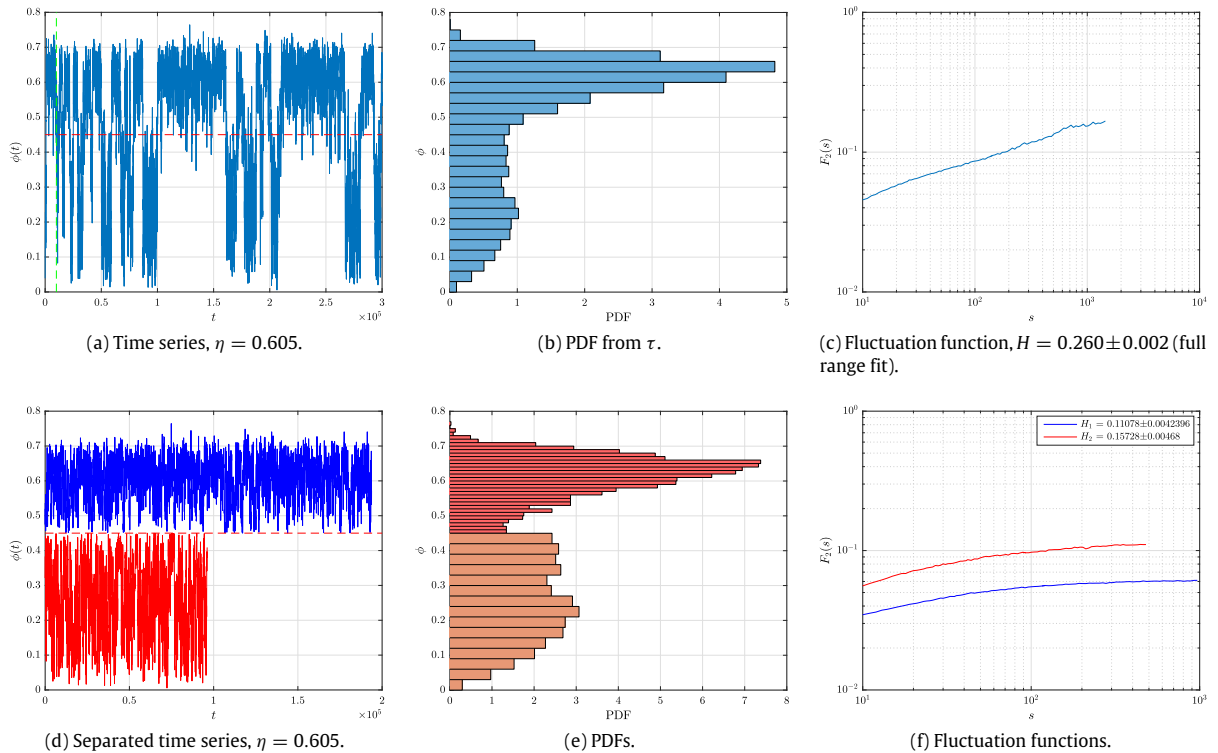 0.8
0.7
0.6
0.5
0.4
0.3
0.2
0.1
0
ϕ(t)
0 0.5 1 1.5 2 2.5 3
t
×10⁵
(a) Time series, η = 0.605.
0.8
0.7
0.6
0.5
0.4
0.3
0.2
0.1
0
ϕ
0 1 2 3 4 5
PDF
(b) PDF from τ.
10⁰
10⁻¹
10⁻²
F₂(s)
10¹ 10² 10³ 10⁴
s
(c) Fluctuation function, H = 0.260±0.002 (full
range fit).
0.8
0.7
0.6
0.5
0.4
0.3
0.2
0.1
0
ϕ(t)
0 0.5 1 1.5 2
t
×10⁵
(d) Separated time series, η = 0.605.
0.8
0.7
0.6
0.5
0.4
0.3
0.2
0.1
0
ϕ
0 1 2 3 4 5 6 7 8
PDF
(e) PDFs.
10⁰
10⁻¹
10⁻²
F₂(s)
H₁ = 0.11078±0.0042396
H₂ = 0.15728±0.00468
10¹ 10² 10³
s
(f) Fluctuation functions.